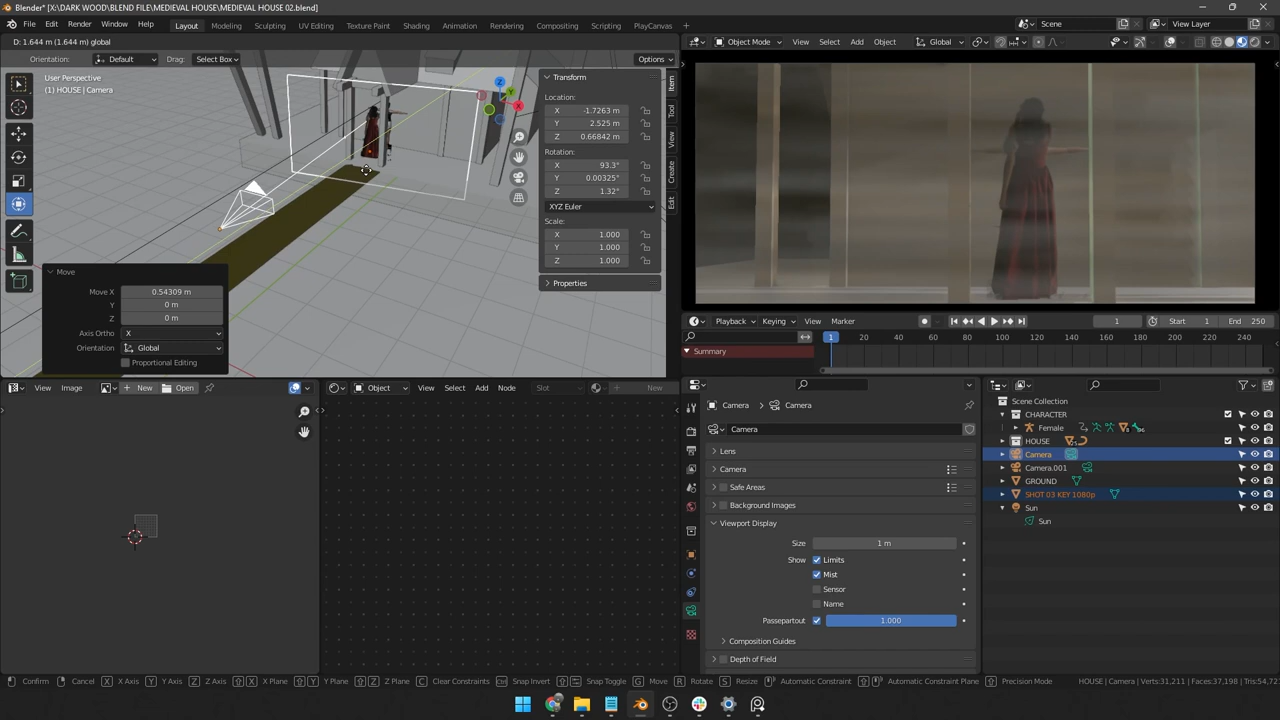 Blender* [X:\DARK WOOD\BLEND FILE\MEDIEVAL HOUSE\MEDIEVAL HOUSE 02.blend]
File Edit Render Window Help Layout Modeling Sculpting UV Editing Texture Paint Shading Animation Rendering Compositing Scripting PlayCanvas + Scene View Layer
D: 1.644 m (1.644 m) global
Object Mode View Select Add Object Global
Orientation: Default Drag: Select Box Options
User Perspective
(1) HOUSE | Camera
Z
Y
X
Transform
Location:
X -1.7263 m
Y 2.525 m
Z 0.66842 m
Rotation:
X 93.3°
Y 0.00325°
Z 1.32°
XYZ Euler
Scale:
X 1.000
Y 1.000
Z 1.000
Properties
Item
Tool
View
Create
Edit
Move
Move X 0.54309 m
Y 0 m
Z 0 m
Axis Ortho X
Orientation Global
Proportional Editing
Playback Keying View Marker 1 Start 1 End 250
1 20 40 60 80 100 120 140 160 180 200 220 240
Summary
View Image New Open
Object View Select Add Node Slot New
Camera > Camera
Camera
Lens
Camera
Safe Areas
Background Images
Viewport Display
Size 1 m
Show Limits
Mist
Sensor
Name
Passepartout 1.000
Composition Guides
Depth of Field
Scene Collection
CHARACTER
Female
HOUSE
Camera
Camera.001
GROUND
SHOT 03 KEY 1080p
Sun
Sun
Confirm Cancel X X Axis Y Y Axis Z Z Axis X X Plane Y Y Plane Z Z Plane C Clear Constraints Snap Invert Snap Toggle G Move R Rotate S Resize Automatic Constraint Automatic Constraint Plane Precision Mode HOUSE | Camera | Verts:31,211 | Faces:37,198 | Tris:54,7